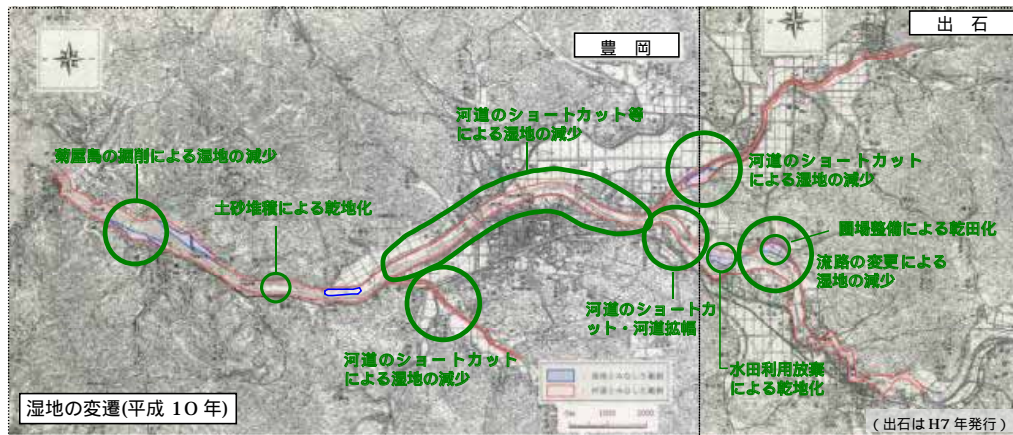 出 石
豊 岡
河道のショートカット等
による湿地の減少
菊屋島の掘削による湿地の減少
河道のショートカット
による湿地の減少
土砂堆積による乾地化
圃場整備による乾田化
流路の変更による
湿地の減少
河道のショートカ
ット・河道拡幅
河道のショートカット
による湿地の減少
水田利用放棄
による乾地化
0m 1000 2000
湿地の変遷(平成 10 年)
(出石は H7 年発行)